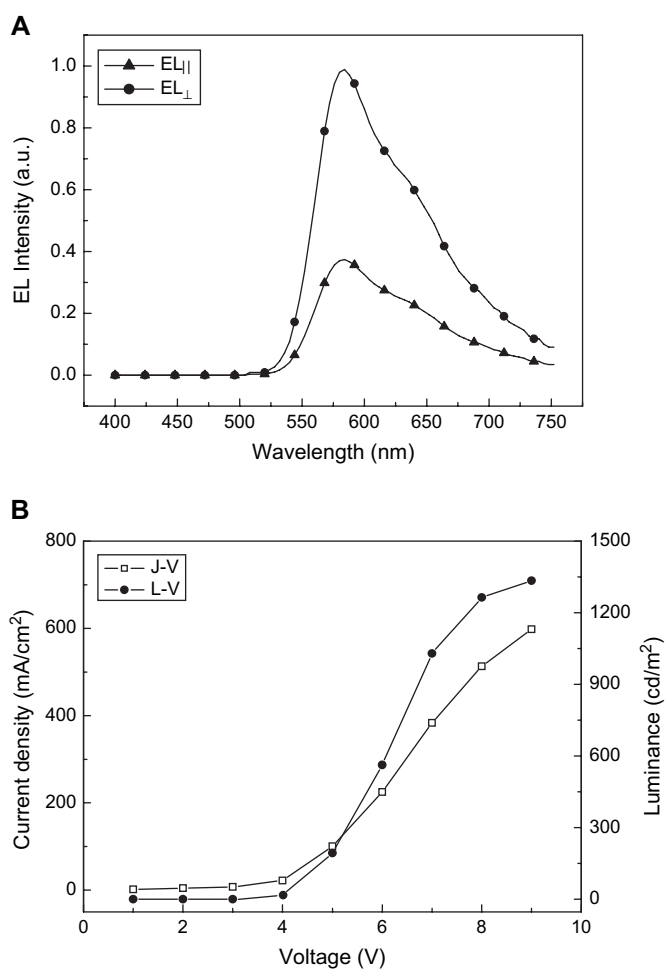 A
EL||
EL⊥
1.0
0.8
0.6
0.4
0.2
0.0
EL Intensity (a.u.)
400 450 500 550 600 650 700 750
Wavelength (nm)
B
J-V
L-V
800
600
400
200
0
Current density (mA/cm²)
1500
1200
900
600
300
0
Luminance (cd/m²)
0 2 4 6 8 10
Voltage (V)